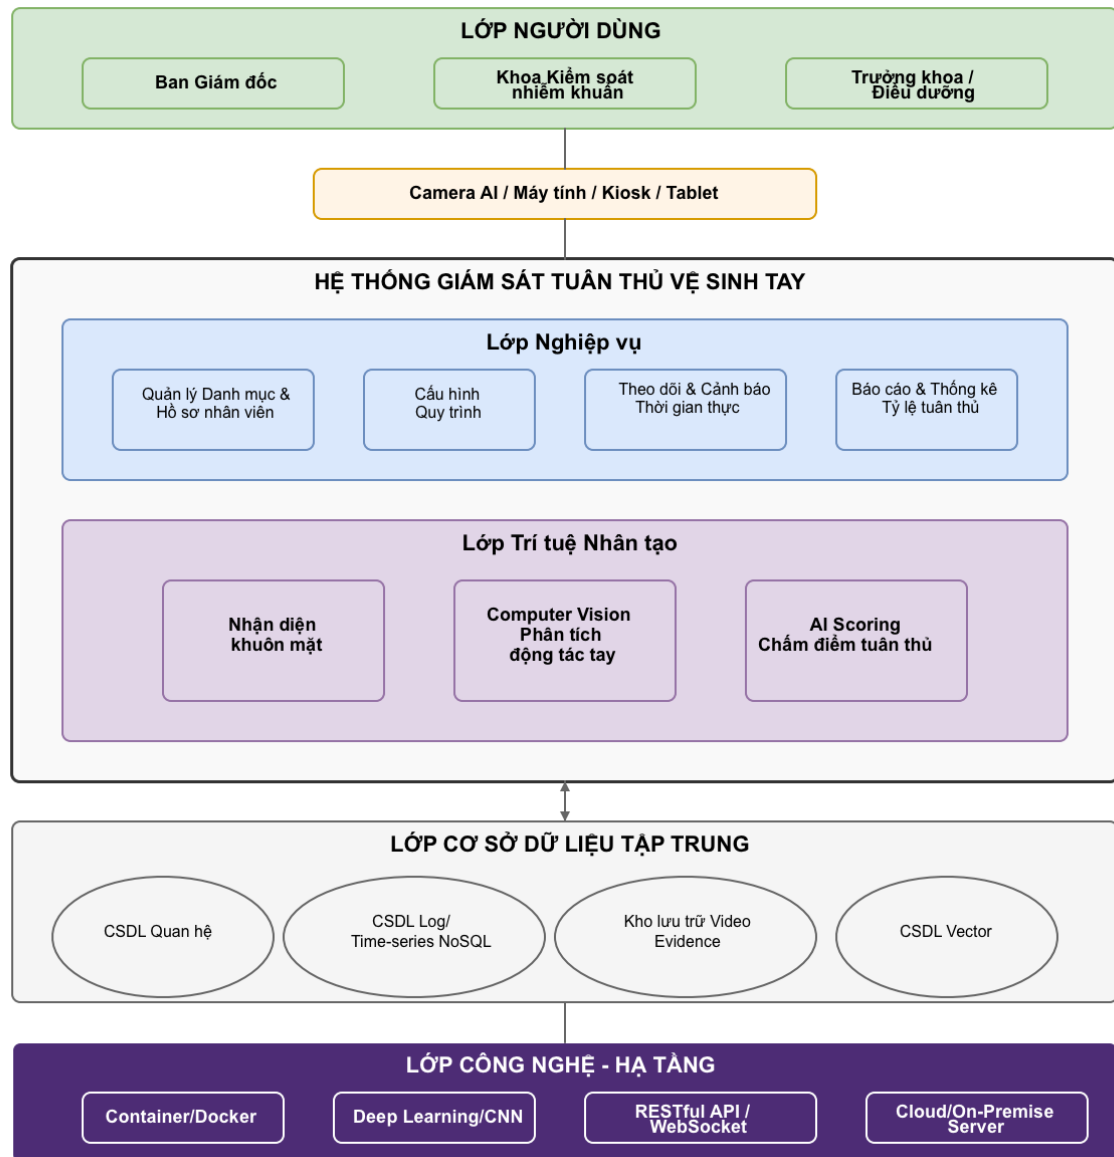 LỚP NGƯỜI DÙNG
Ban Giám đốc
Khoa Kiểm soát
nhiễm khuẩn
Trưởng khoa /
Điều dưỡng
Camera AI / Máy tính / Kiosk / Tablet
HỆ THỐNG GIÁM SÁT TUÂN THỦ VỆ SINH TAY
Lớp Nghiệp vụ
Quản lý Danh mục &
Hồ sơ nhân viên
Cấu hình
Quy trình
Theo dõi & Cảnh báo
Thời gian thực
Báo cáo & Thống kê
Tỷ lệ tuân thủ
Lớp Trí tuệ Nhân tạo
Nhận diện
khuôn mặt
Computer Vision
Phân tích
động tác tay
AI Scoring
Chấm điểm tuân thủ
LỚP CƠ SỞ DỮ LIỆU TẬP TRUNG
CSDL Quan hệ
CSDL Log/
Time-series NoSQL
Kho lưu trữ Video
Evidence
CSDL Vector
LỚP CÔNG NGHỆ - HẠ TẦNG
Container/Docker
Deep Learning/CNN
RESTful API /
WebSocket
Cloud/On-Premise
Server